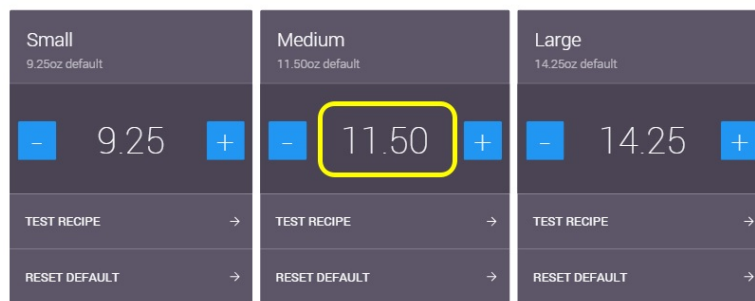 Small
9.25oz default
- 9.25 +
TEST RECIPE →
RESET DEFAULT →
Medium
11.50oz default
- 11.50 +
TEST RECIPE →
RESET DEFAULT →
Large
14.25oz default
- 14.25 +
TEST RECIPE →
RESET DEFAULT →